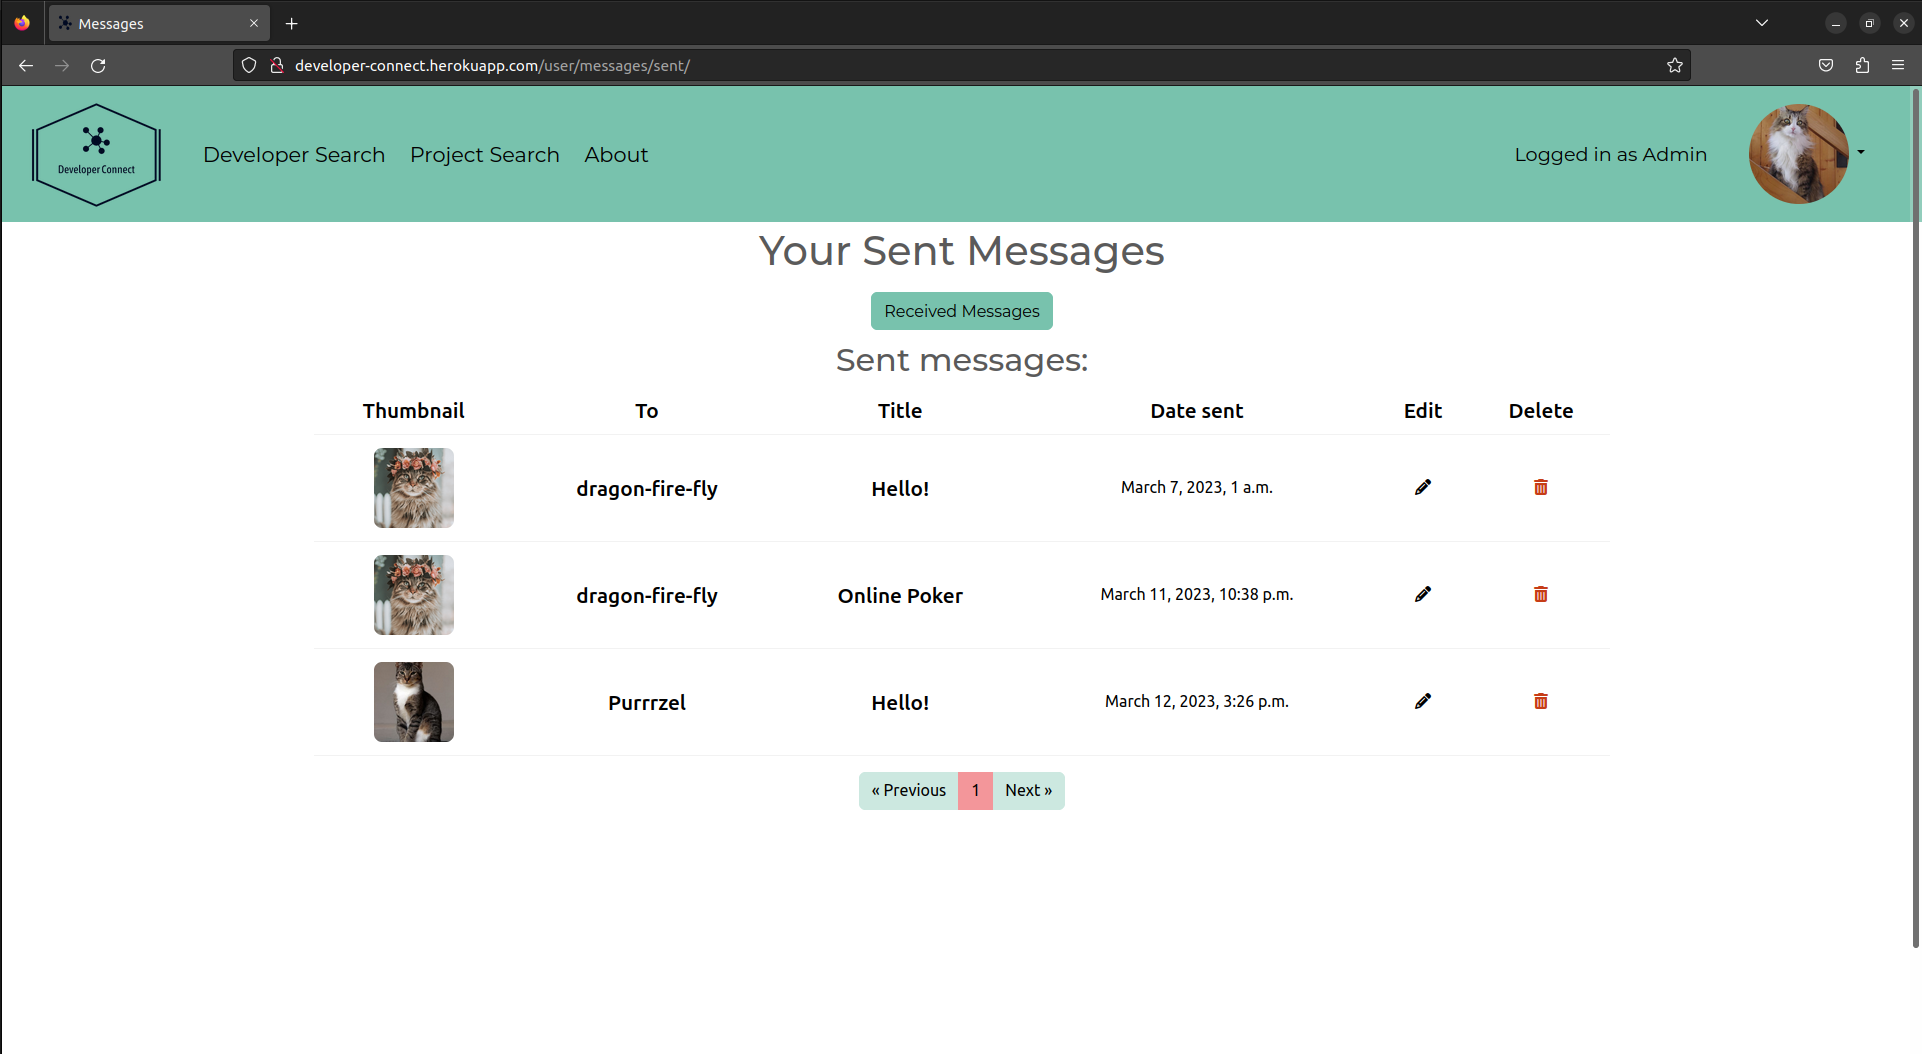 Messages
developer-connect.herokuapp.com/user/messages/sent/
Developer Connect
Developer Search Project Search About
Logged in as Admin
Your Sent Messages
Received Messages
Sent messages:
Thumbnail To Title Date sent Edit Delete
dragon-fire-fly Hello! March 7, 2023, 1 a.m.
dragon-fire-fly Online Poker March 11, 2023, 10:38 p.m.
Purrrzel Hello! March 12, 2023, 3:26 p.m.
« Previous 1 Next »